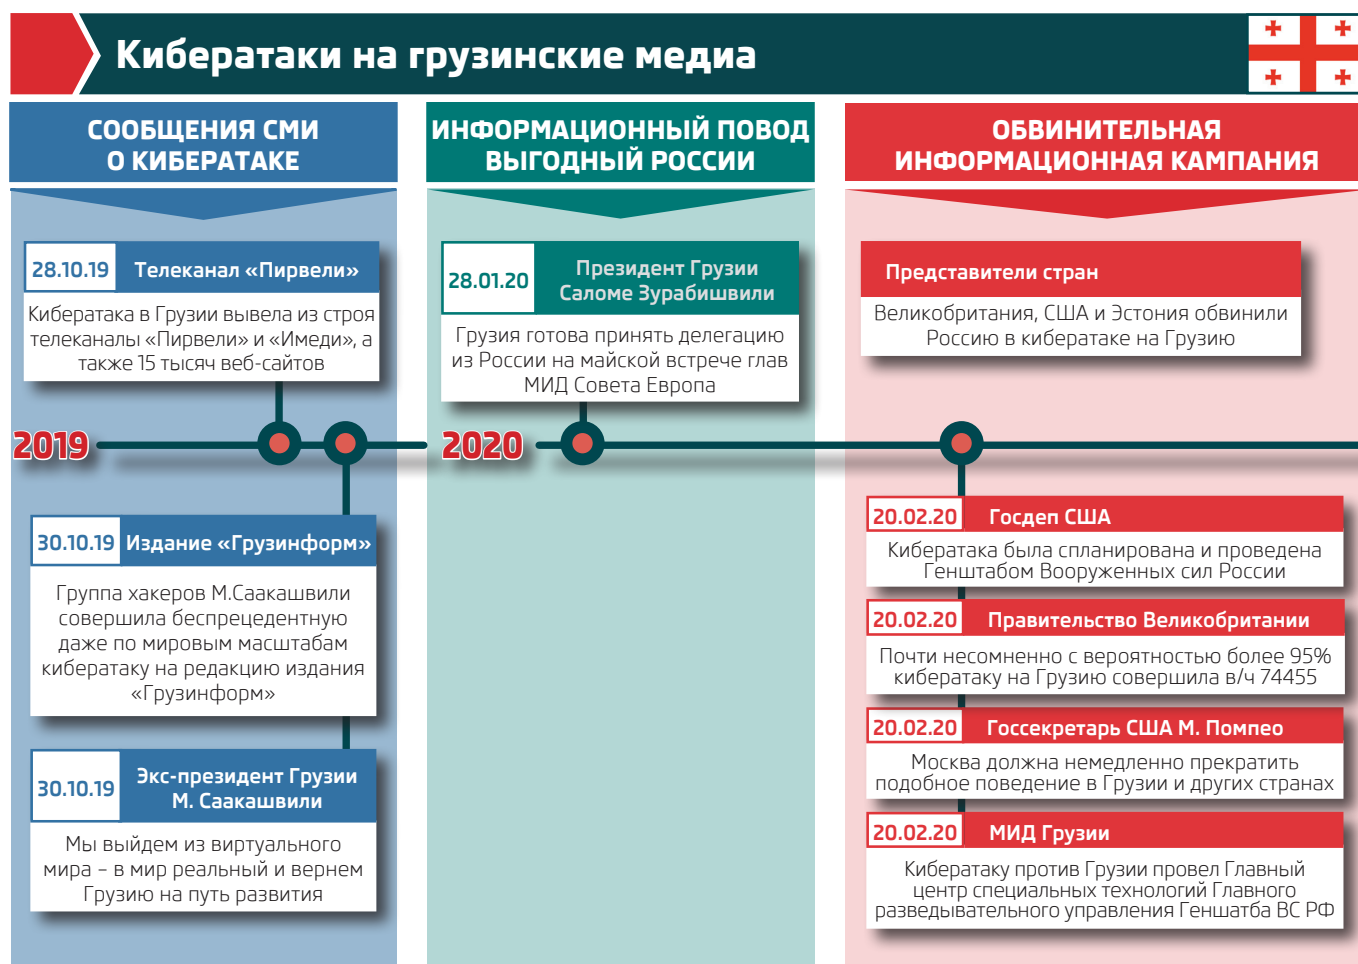 Кибератаки на грузинские медиа
СООБЩЕНИЯ СМИ
О КИБЕРАТАКЕ
28.10.19
Телеканал «Пирвели»
Кибератака в Грузии вывела из строя
телеканалы «Пирвели» и «Имеди», а
также 15 тысяч веб-сайтов
2019
30.10.19
Издание «Грузинформ»
Группа хакеров М.Саакашвили
совершила беспрецедентную
даже по мировым масштабам
кибератаку на редакцию издания
«Грузинформ»
30.10.19
Экс-президент Грузии
М. Саакашвили
Мы выйдем из виртуального
мира – в мир реальный и вернем
Грузию на путь развития
ИНФОРМАЦИОННЫЙ ПОВОД
ВЫГОДНЫЙ РОССИИ
28.01.20
Президент Грузии
Саломе Зурабишвили
Грузия готова принять делегацию
из России на майской встрече глав
МИД Совета Европа
2020
ОБВИНИТЕЛЬНАЯ
ИНФОРМАЦИОННАЯ КАМПАНИЯ
Представители стран
Великобритания, США и Эстония обвинили
Россию в кибератаке на Грузию
20.02.20
Госдеп США
Кибератака была спланирована и проведена
Генштабом Вооруженных сил России
20.02.20
Правительство Великобритании
Почти несомненно с вероятностью более 95%
кибератаку на Грузию совершила в/ч 74455
20.02.20
Госсекретарь США М. Помпео
Москва должна немедленно прекратить
подобное поведение в Грузии и других странах
20.02.20
МИД Грузии
Кибератаку против Грузии провел Главный
центр специальных технологий Главного
разведывательного управления Геншатба ВС РФ